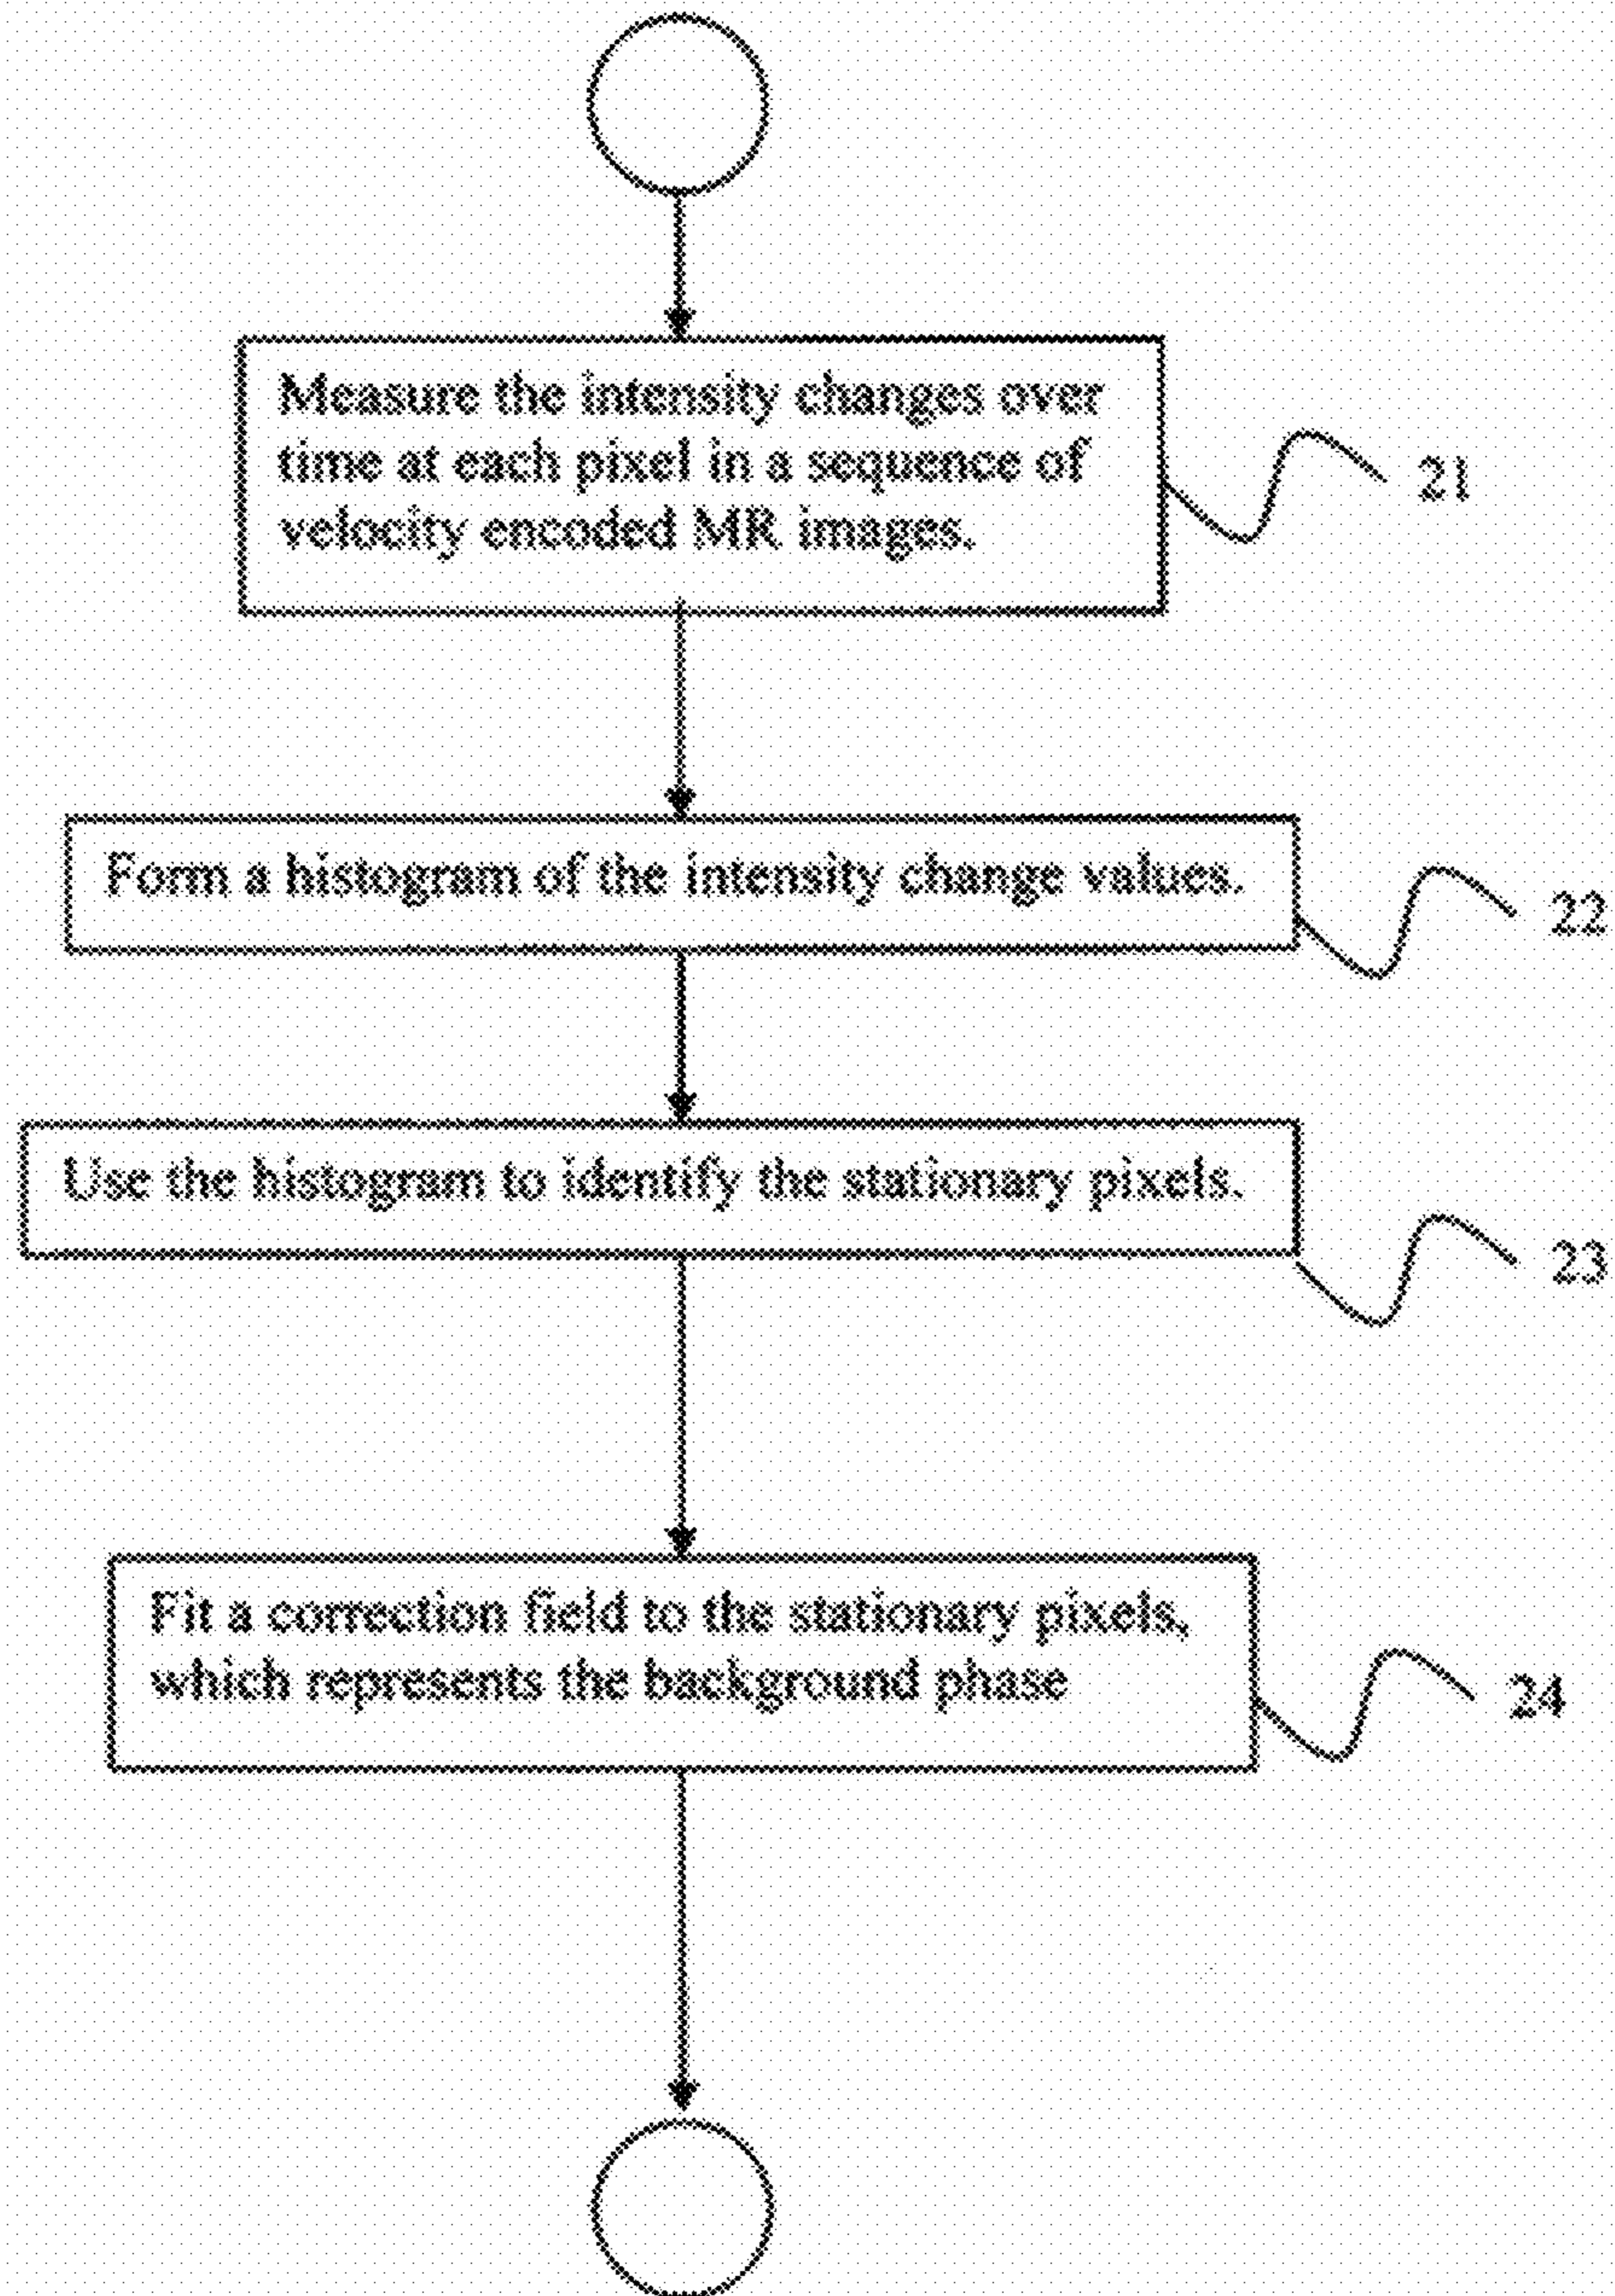 Measure the intensity changes over
time at each pixel in a sequence of
velocity encoded MR images.
21
Form a histogram of the intensity change values.
22
Use the histogram to identify the stationary pixels.
23
Fit a correction field to the stationary pixels,
which represents the background phase
24